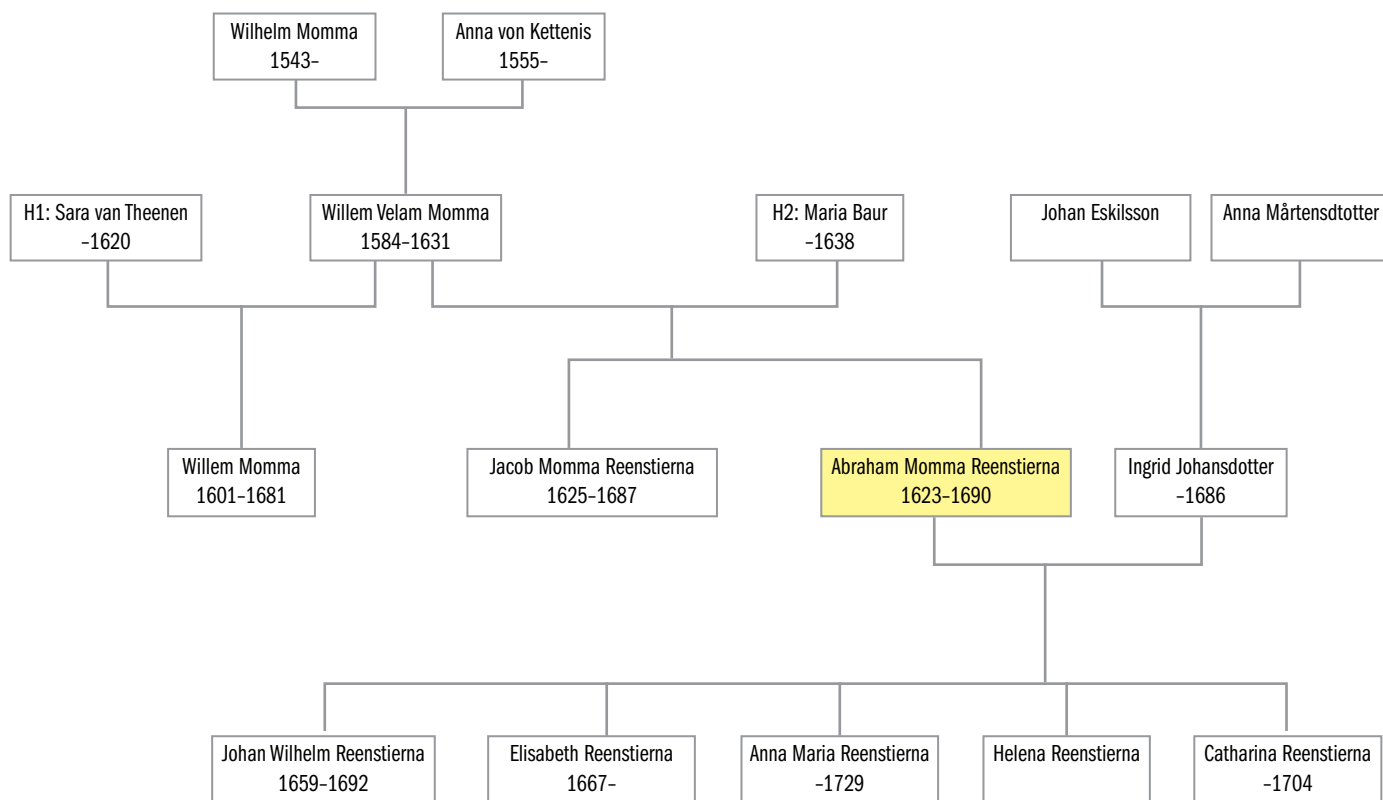 Wilhelm Momma
1543–
Anna von Kettenis
1555–
H1: Sara van Theenen
–1620
Willem Velam Momma
1584–1631
H2: Maria Baur
–1638
Johan Eskilsson
Anna Mårtensdtotter
Willem Momma
1601–1681
Jacob Momma Reenstierna
1625–1687
Abraham Momma Reenstierna
1623–1690
Ingrid Johansdotter
–1686
Johan Wilhelm Reenstierna
1659–1692
Elisabeth Reenstierna
1667–
Anna Maria Reenstierna
–1729
Helena Reenstierna
Catharina Reenstierna
–1704